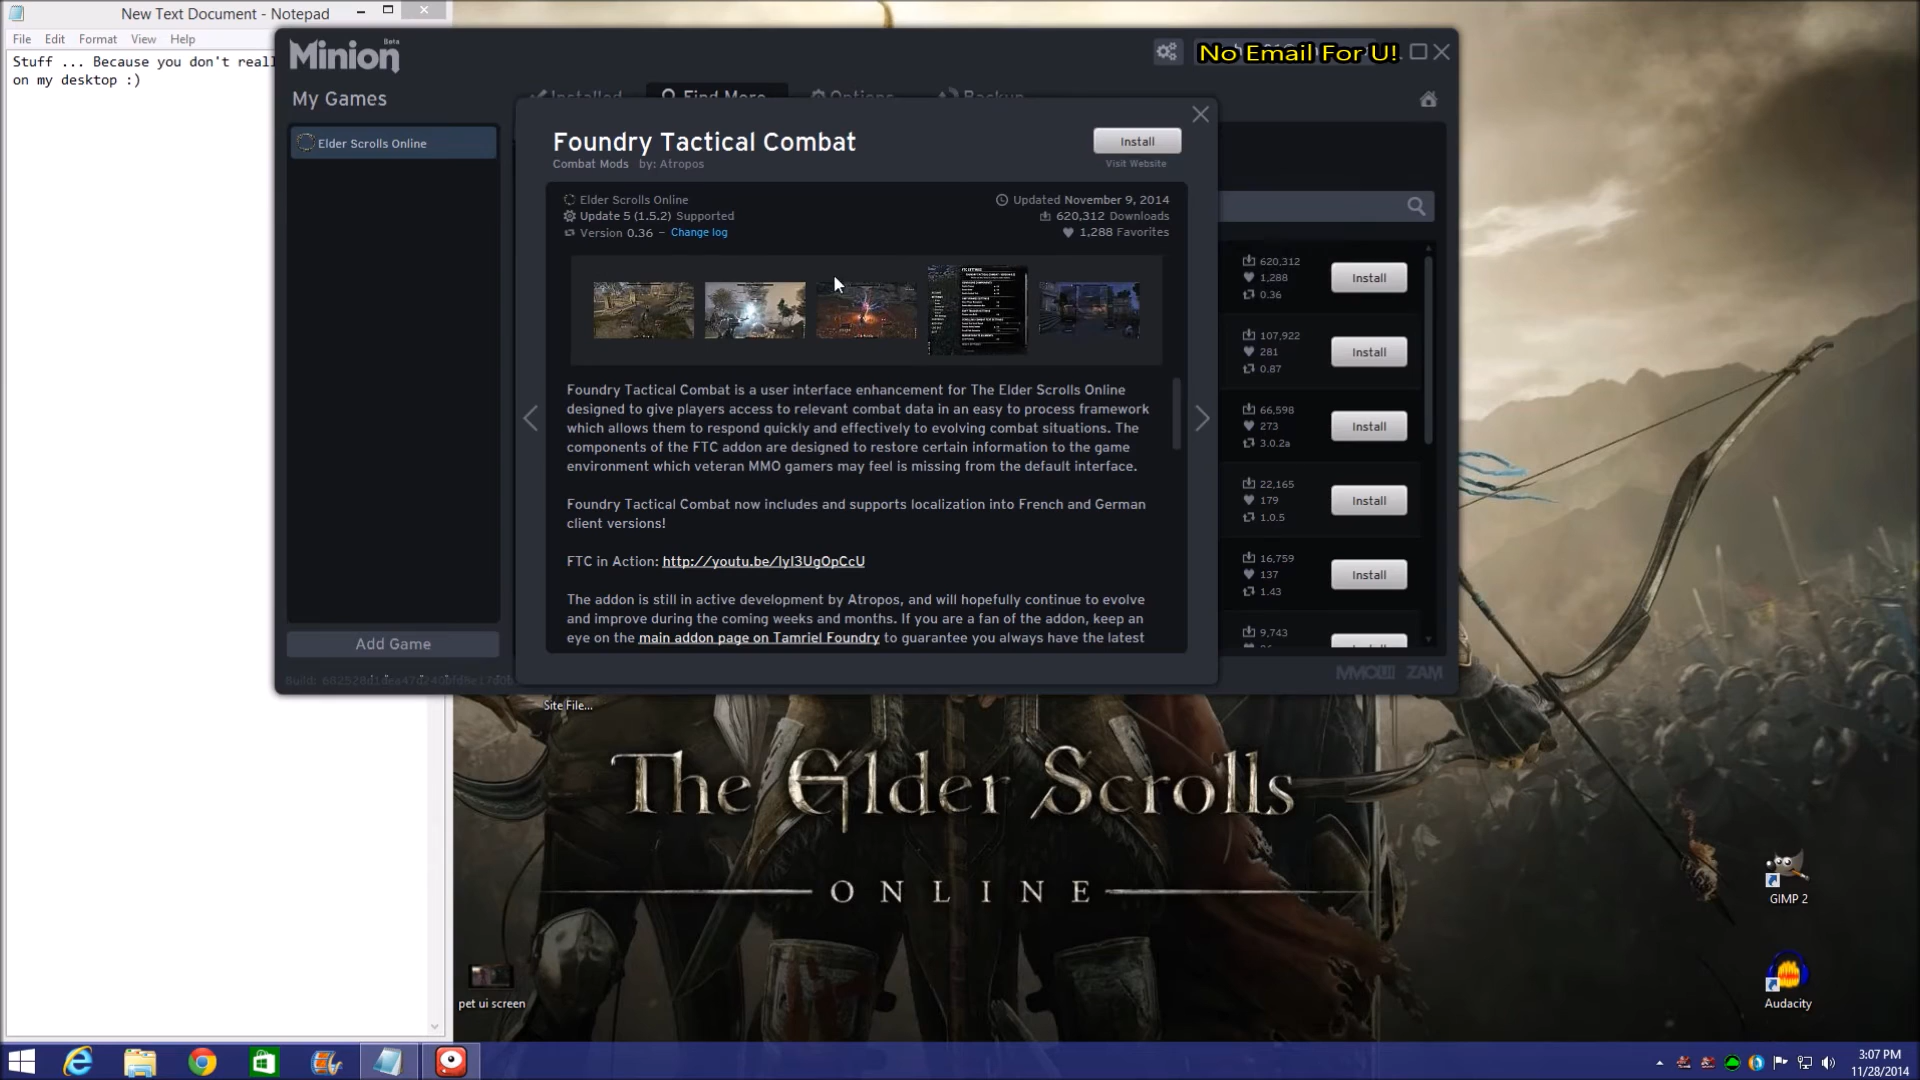 New Text Document - Notepad
File Edit Format View Help
Stuff ... Because you don't reall
on my desktop :)
Minion Beta
No Email For U!
My Games
Installed Find More Options Backup
Elder Scrolls Online
Foundry Tactical Combat
Install
Combat Mods by: Atropos
Visit Website
Elder Scrolls Online
Updated November 9, 2014
Update 5 (1.5.2) Supported
620,312 Downloads
Version 0.36 - Change log
1,288 Favorites
Foundry Tactical Combat is a user interface enhancement for The Elder Scrolls Online
designed to give players access to relevant combat data in an easy to process framework
which allows them to respond quickly and effectively to evolving combat situations. The
components of the FTC addon are designed to restore certain information to the game
environment which veteran MMO gamers may feel is missing from the default interface.
Foundry Tactical Combat now includes and supports localization into French and German
client versions!
FTC in Action: http://youtu.be/lyI3UgOpCcU
The addon is still in active development by Atropos, and will hopefully continue to evolve
and improve during the coming weeks and months. If you are a fan of the addon, keep an
eye on the main addon page on Tamriel Foundry to guarantee you always have the latest
620,312
1,288
0.36
Install
107,922
281
0.87
Install
66,598
273
3.0.2a
Install
22,165
179
1.0.5
Install
16,759
137
1.43
Install
9,743
Add Game
MMOUI ZAM
Site File...
The Elder Scrolls
ONLINE
pet ui screen
GIMP 2
Audacity
3:07 PM
11/28/2014